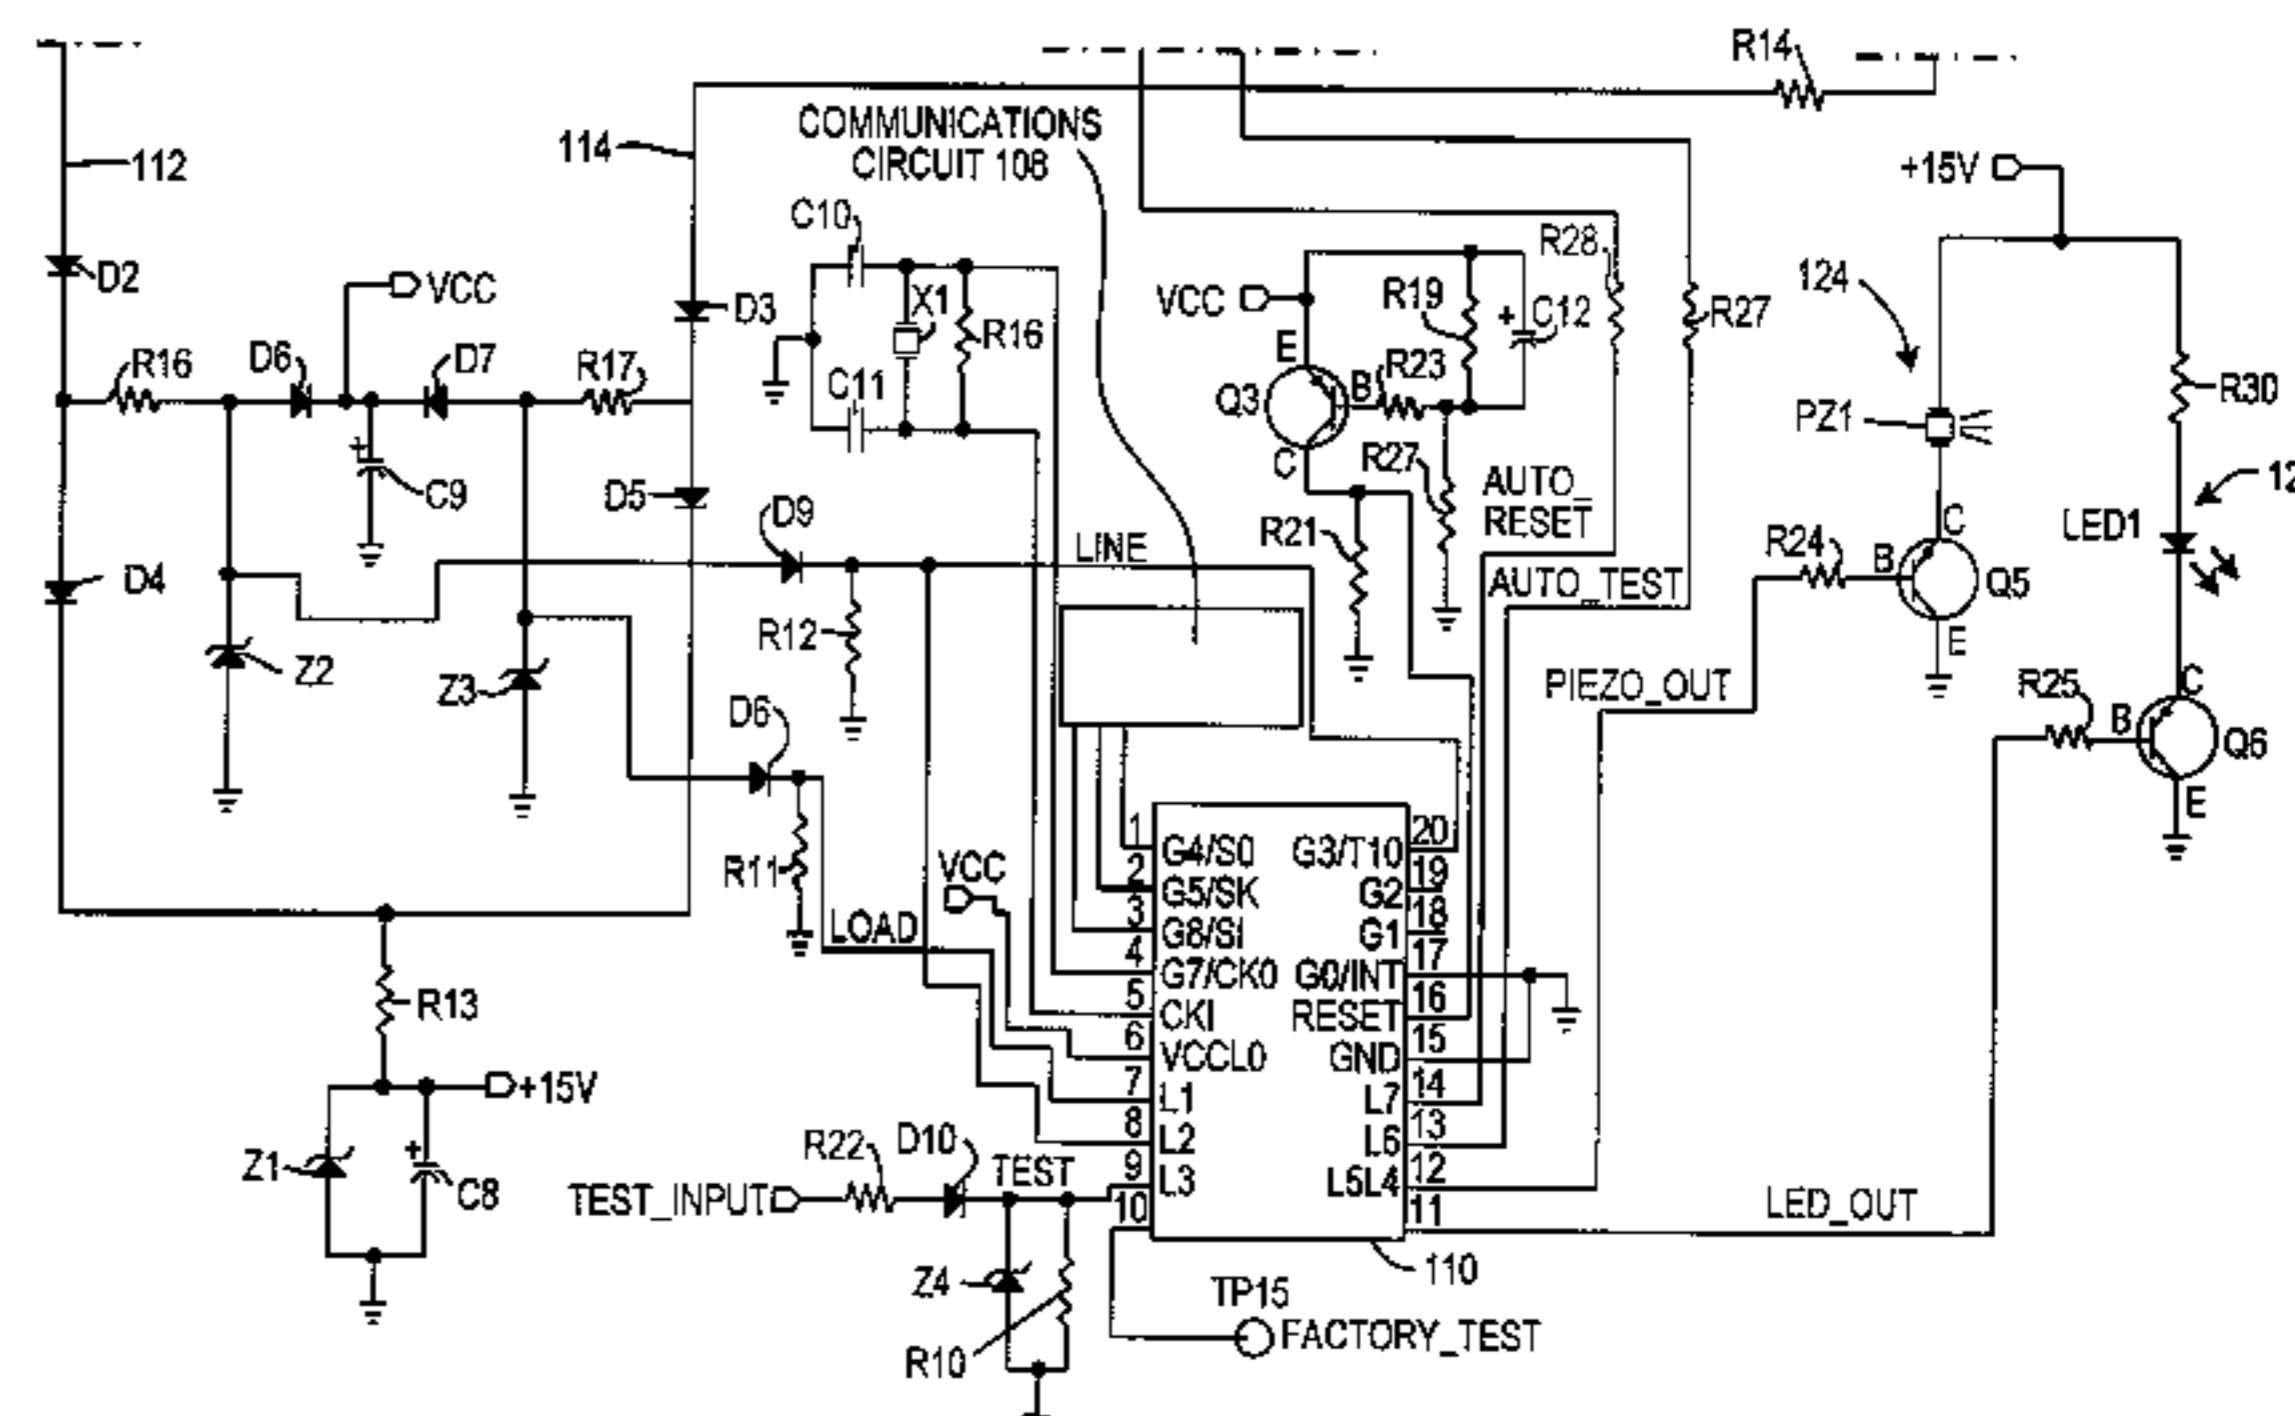 R14
COMMUNICATIONS
CIRCUIT 108
112
114
+15V
C10
R28
D2
VCC
D3
X1
R16
VCC
R19
C12
R27
124
R16
D6
D7
R17
C11
E
Q3
B
R23
R30
PZ1
C
R27
AUTO_
RESET
12
C9
D5
D9
R21
LINE
LED1
C
R24
B
Q5
AUTO_TEST
D4
R12
E
Z2
Z3
D6
PIEZO_OUT
R25
C
B
Q6
E
R11
VCC
LOAD
1
2
3
4
5
6
7
8
9
10
G4/S0
G5/SK
G8/SI
G7/CK0
CKI
VCCL0
L1
L2
L3
G3/T10
G2
G1
G0/INT
RESET
GND
L7
L6
L5L4
20
19
18
17
16
15
14
13
12
11
R13
+15V
Z1
C8
R22
D10
TEST
TEST_INPUT
LED_OUT
Z4
R10
110
TP15
FACTORY_TEST